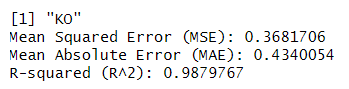 [1] "KO"
Mean Squared Error (MSE): 0.3681706
Mean Absolute Error (MAE): 0.4340054
R-squared (R^2): 0.9879767